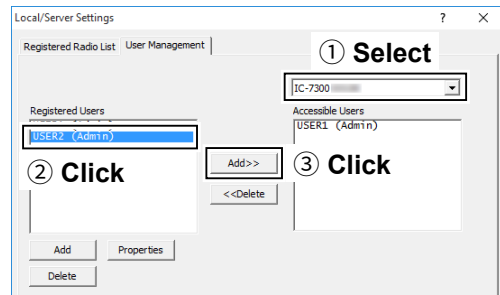 Local/Server Settings ? ×
Registered Radio List User Management
① Select
IC-7300
Registered Users Accessible Users
USER2 (Admin) USER1 (Admin)
② Click Add>> ③ Click
<<Delete
Add Properties
Delete